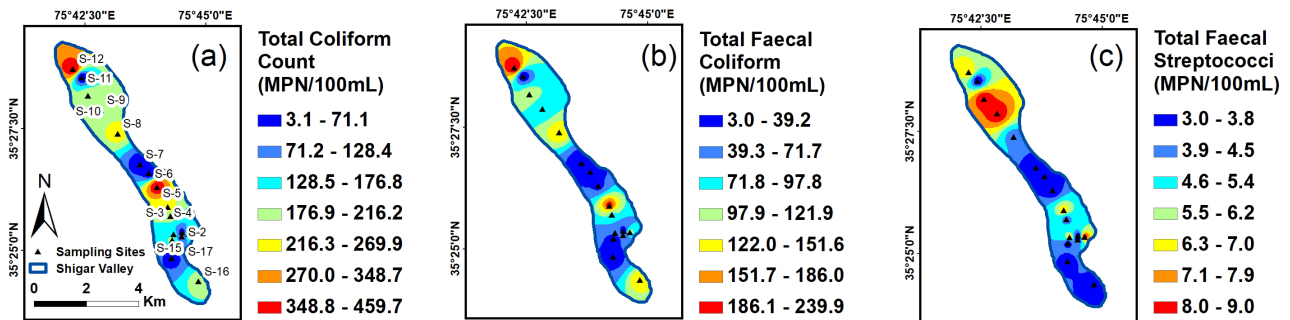 75°42'30"E
75°45'0"E
35°27'30"N
35°25'0"N
(a)
S-12
S-11
S-9
S-10
S-8
S-7
S-6
S-5
S-3
S-4
S-2
S-15
S-17
S-16
N
Sampling Sites
Shigar Valley
0 2 4
Km
Total Coliform
Count
(MPN/100mL)
3.1 - 71.1
71.2 - 128.4
128.5 - 176.8
176.9 - 216.2
216.3 - 269.9
270.0 - 348.7
348.8 - 459.7
75°42'30"E
75°45'0"E
35°27'30"N
35°25'0"N
(b)
Total Faecal
Coliform
(MPN/100mL)
3.0 - 39.2
39.3 - 71.7
71.8 - 97.8
97.9 - 121.9
122.0 - 151.6
151.7 - 186.0
186.1 - 239.9
75°42'30"E
75°45'0"E
35°27'30"N
35°25'0"N
(c)
Total Faecal
Streptococci
(MPN/100mL)
3.0 - 3.8
3.9 - 4.5
4.6 - 5.4
5.5 - 6.2
6.3 - 7.0
7.1 - 7.9
8.0 - 9.0